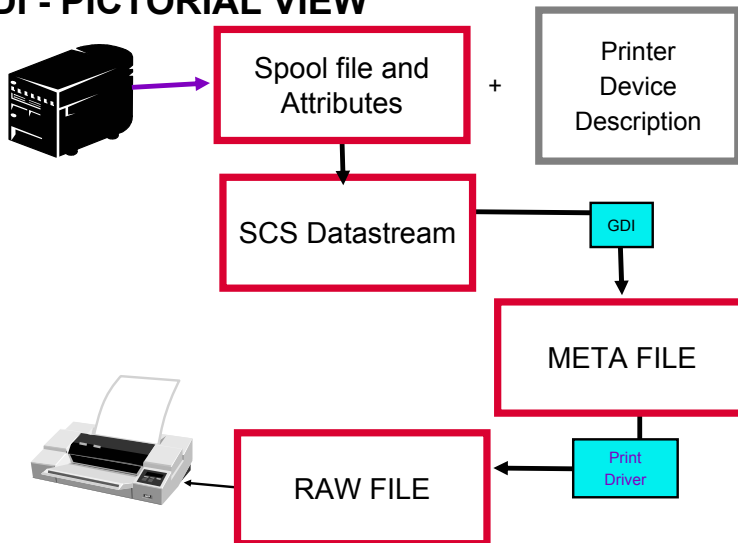 DI - PICTORIAL VIEW
Spool file and
Attributes
+
Printer
Device
Description
SCS Datastream
GDI
META FILE
Print
Driver
RAW FILE